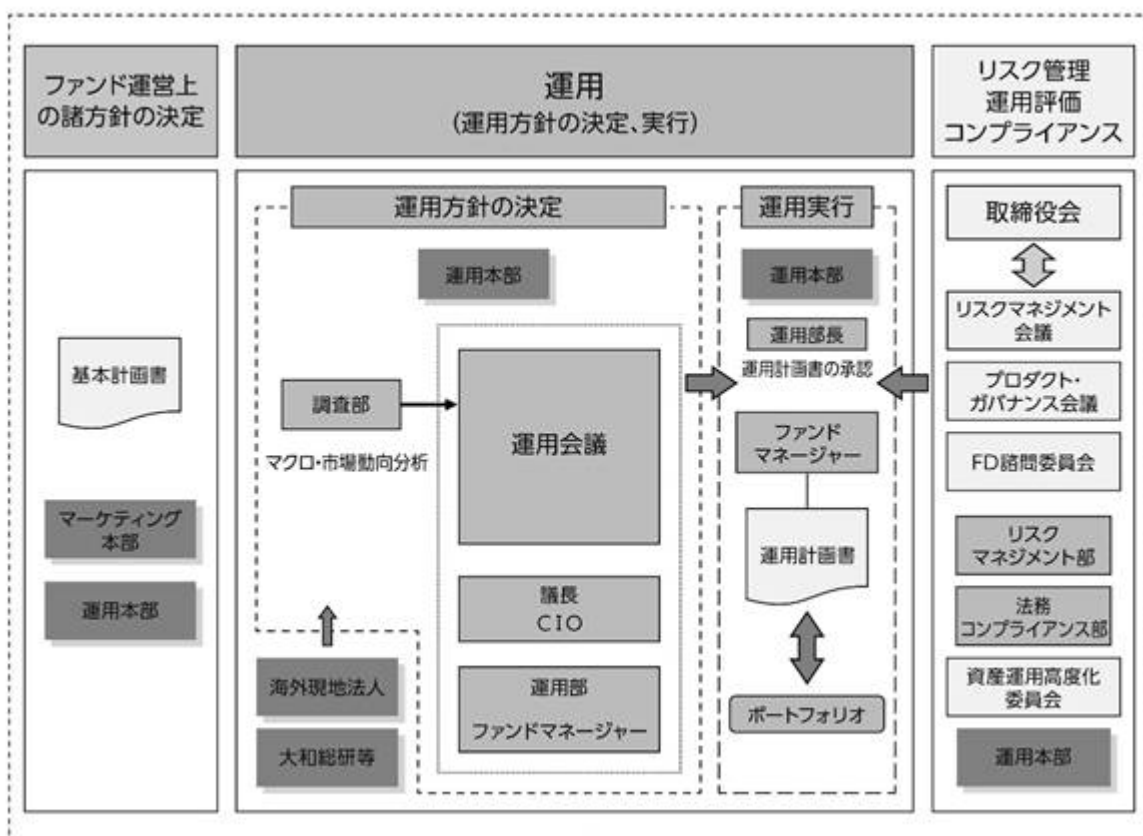 ファンド運営上
の諸方針の決定
運用
(運用方針の決定、実行)
リスク管理
運用評価
コンプライアンス
基本計画書
マーケティング
本部
運用本部
運用方針の決定
運用本部
調査部
マクロ・市場動向分析
運用会議
議長
CIO
運用部
ファンドマネージャー
海外現地法人
大和総研等
運用実行
運用本部
運用部長
運用計画書の承認
ファンド
マネージャー
運用計画書
ポートフォリオ
取締役会
リスクマネジメント
会議
プロダクト・
ガバナンス会議
FD諮問委員会
リスク
マネジメント部
法務
コンプライアンス部
資産運用高度化
委員会
運用本部